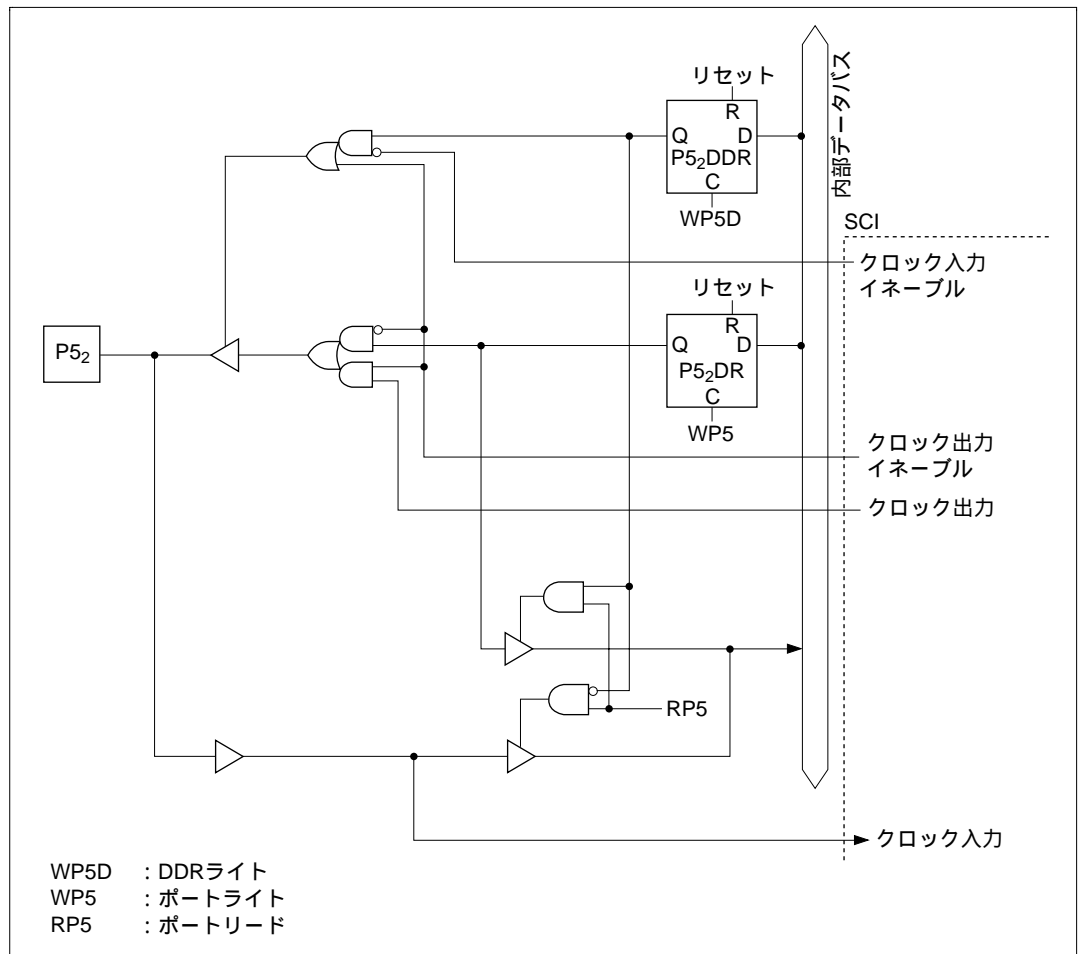 リセット
R
Q D
P5₂DDR
C
WP5D
内部データバス
SCI
クロック入力
イネーブル
リセット
R
Q D
P5₂DR
C
WP5
P5₂
クロック出力
イネーブル
クロック出力
RP5
クロック入力
WP5D :DDRライト
WP5 :ポートライト
RP5 :ポートリード